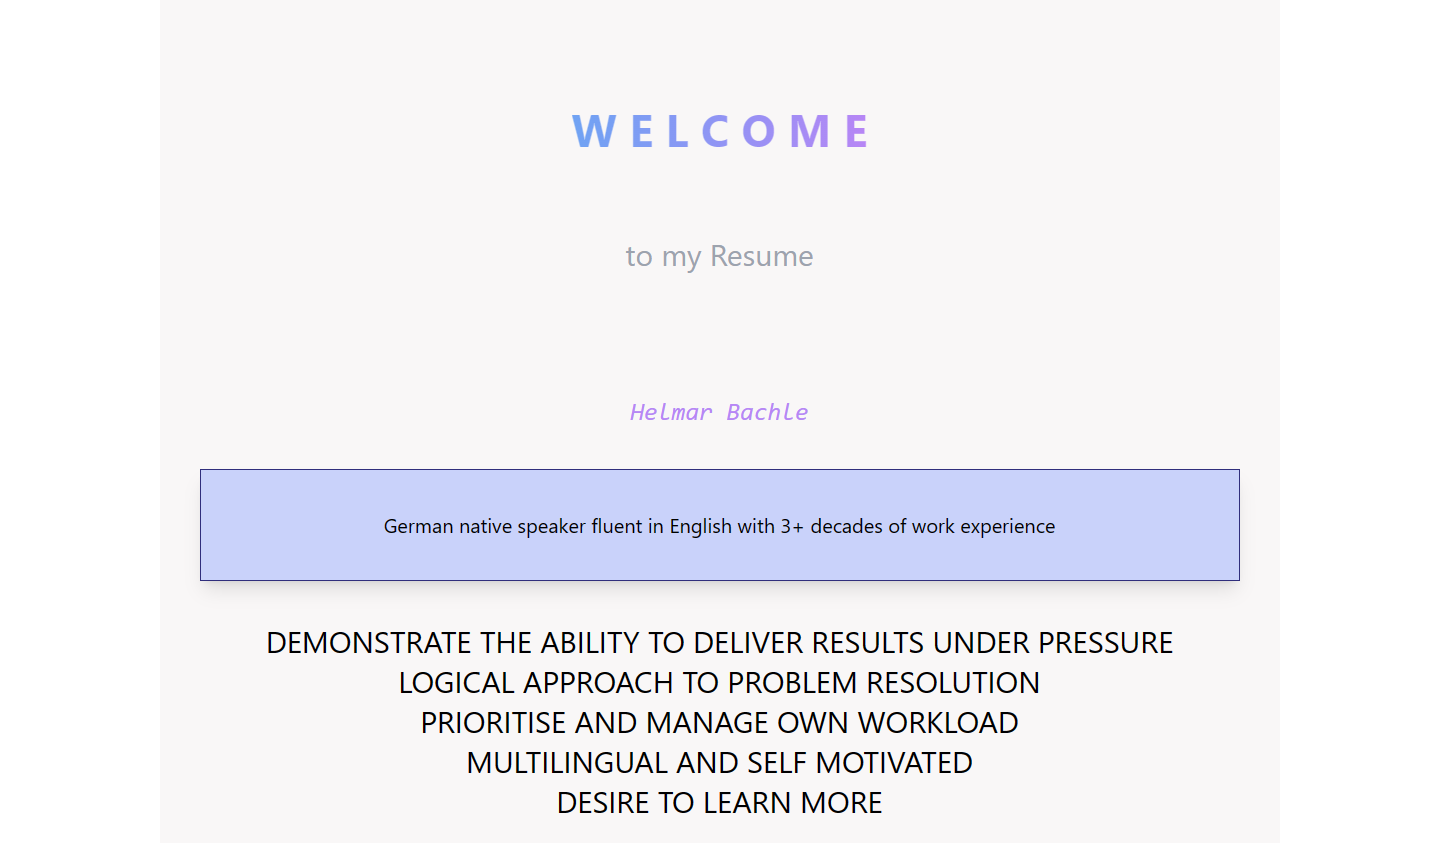 WELCOME
to my Resume
Helmar Bachle
German native speaker fluent in English with 3+ decades of work experience
DEMONSTRATE THE ABILITY TO DELIVER RESULTS UNDER PRESSURE
LOGICAL APPROACH TO PROBLEM RESOLUTION
PRIORITISE AND MANAGE OWN WORKLOAD
MULTILINGUAL AND SELF MOTIVATED
DESIRE TO LEARN MORE